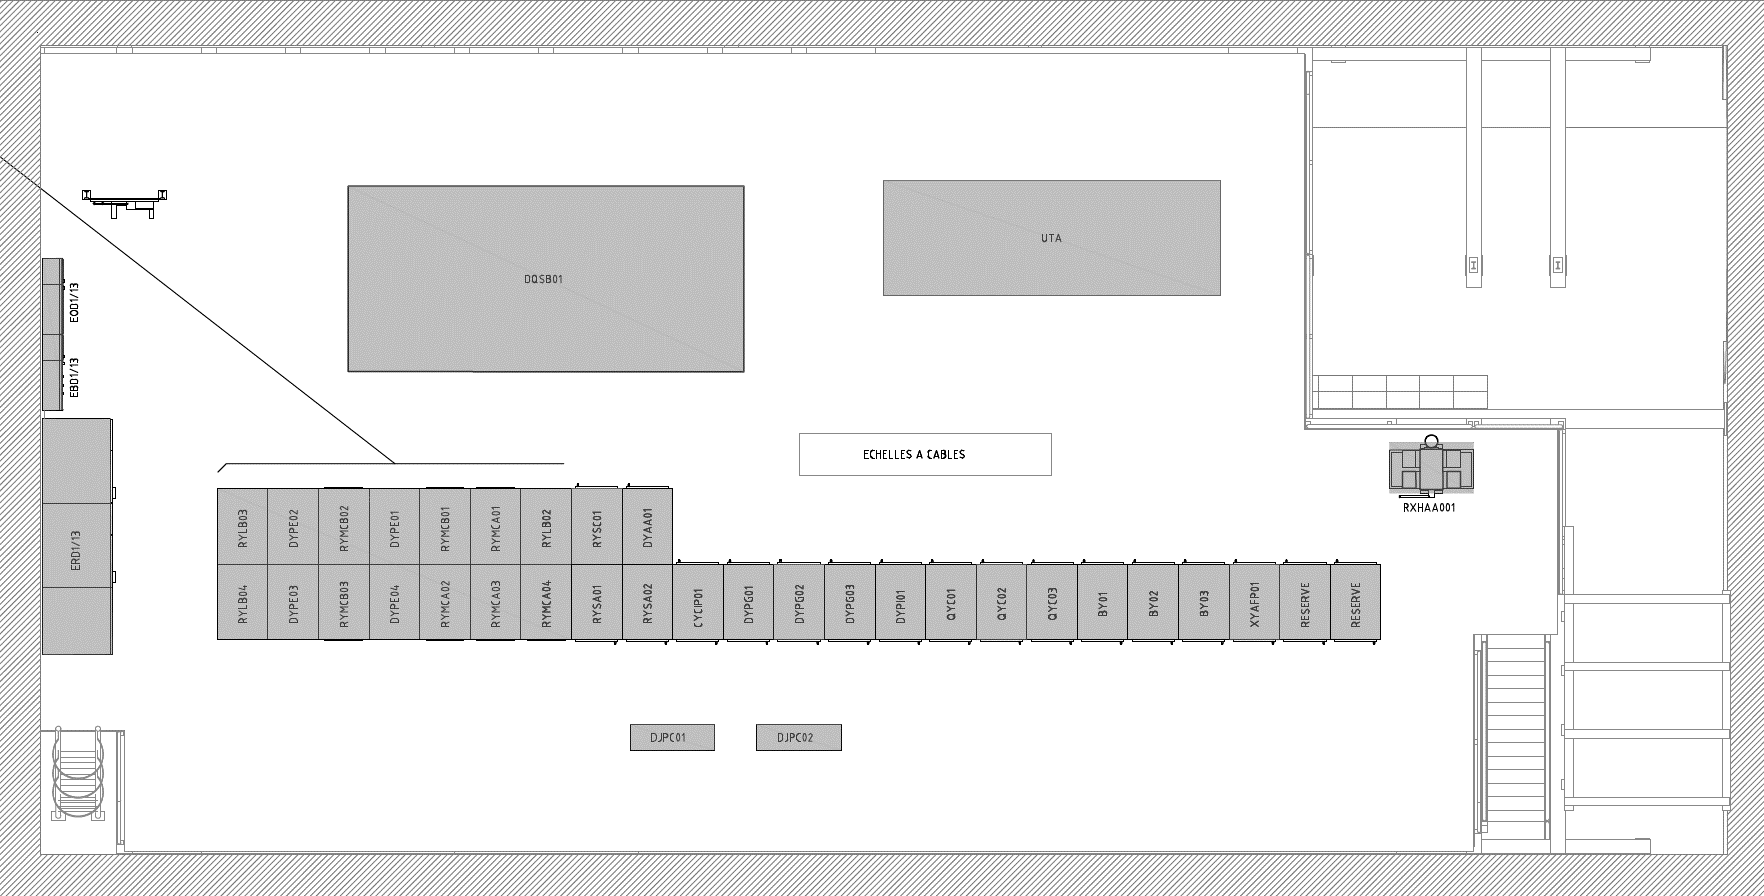 UTA
DQSB01
EOD1/13
EBD1/13
ECHELLES A CABLES
RXHAA001
RYLB03
DYPE02
RYMCB02
DYPE01
RYMCB01
RYMCA01
RYLB02
RYSC01
DYAA01
ERD1/13
RYLB04
DYPE03
RYMCB03
DYPE04
RYMCA02
RYMCA03
RYMCA04
RYSA01
RYSA02
CYCIP01
DYPG01
DYPG02
DYPG03
DYPI01
QYC01
QYC02
QYC03
BY01
BY02
BY03
XYAFP01
RESERVE
RESERVE
DJPC01
DJPC02